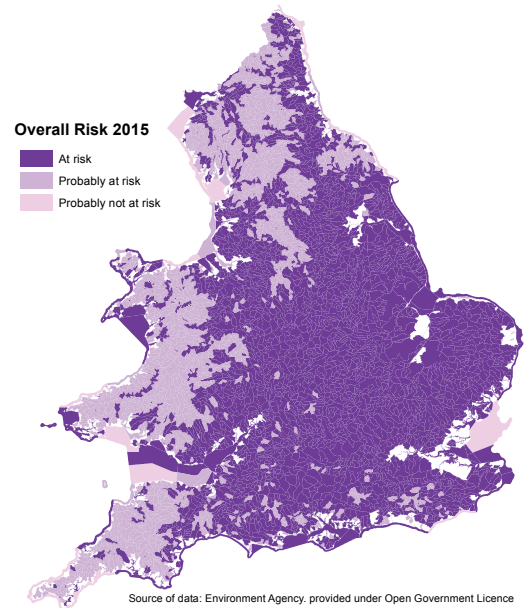 Overall Risk 2015
At risk
Probably at risk
Probably not at risk
Source of data: Environment Agency. provided under Open Government Licence